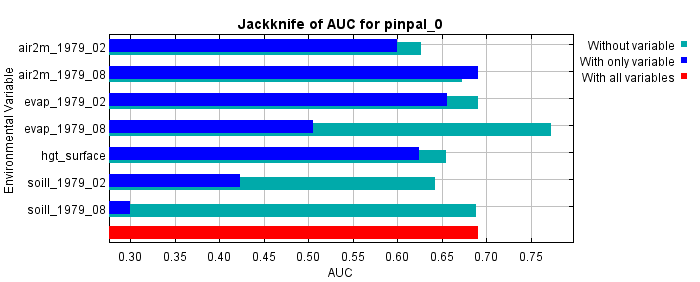 Jackknife of AUC for pinpal_0
Environmental Variable
air2m_1979_02
air2m_1979_08
evap_1979_02
evap_1979_08
hgt_surface
soill_1979_02
soill_1979_08
0.30 0.35 0.40 0.45 0.50 0.55 0.60 0.65 0.70 0.75
AUC
Without variable
With only variable
With all variables